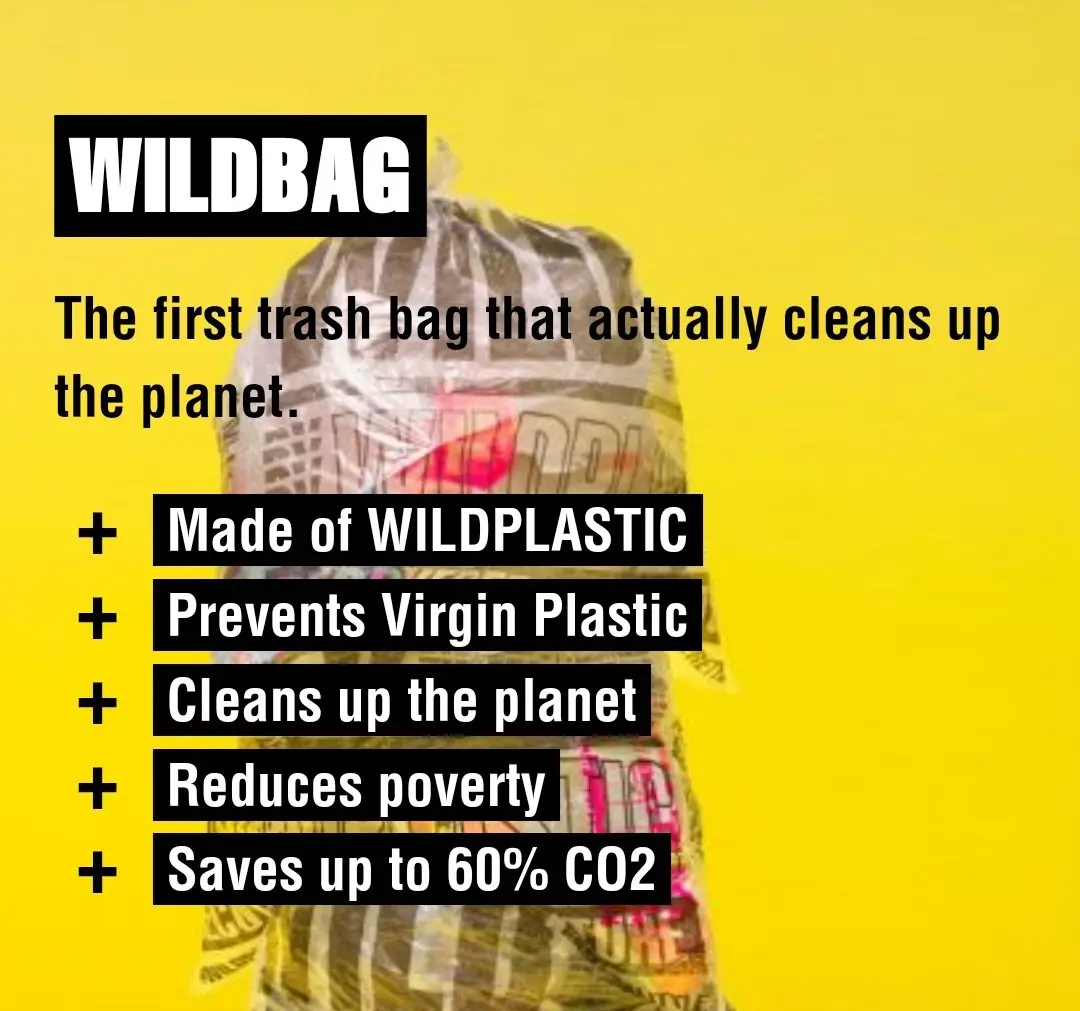 WILDBAG
The first trash bag that actually cleans up
the planet.
+ Made of WILDPLASTIC
+ Prevents Virgin Plastic
+ Cleans up the planet
+ Reduces poverty
+ Saves up to 60% CO2